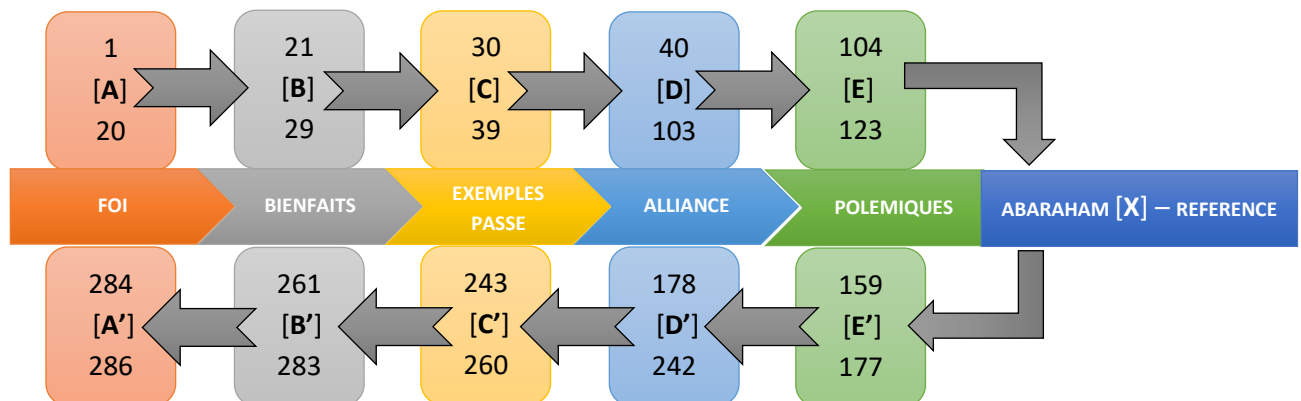 1
[A]
20
21
[B]
29
30
[C]
39
40
[D]
103
104
[E]
123
FOI
BIENFAITS
EXEMPLES
PASSE
ALLIANCE
POLEMIQUES
ABARAHAM [X] – REFERENCE
284
[A’]
286
261
[B’]
283
243
[C’]
260
178
[D’]
242
159
[E’]
177